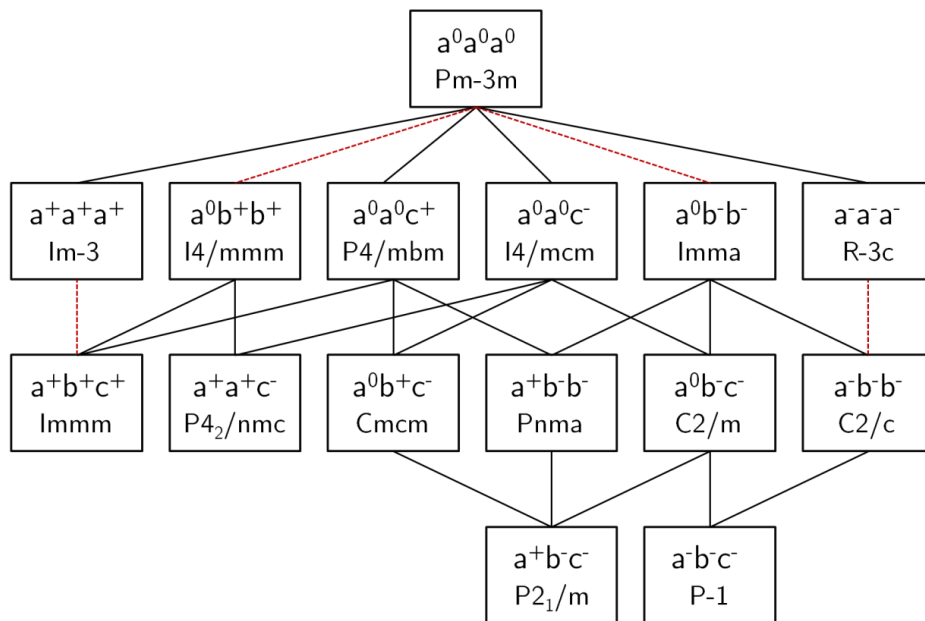 a⁰a⁰a⁰
Pm-3m
a⁺a⁺a⁺
Im-3
a⁰b⁺b⁺
I4/mmm
a⁰a⁰c⁺
P4/mbm
a⁰a⁰c⁻
I4/mcm
a⁰b⁻b⁻
Imma
a⁻a⁻a⁻
R-3c
a⁺b⁺c⁺
Immm
a⁺a⁺c⁻
P4₂/nmc
a⁰b⁺c⁻
Cmcm
a⁺b⁻b⁻
Pnma
a⁰b⁻c⁻
C2/m
a⁻b⁻b⁻
C2/c
a⁺b⁻c⁻
P2₁/m
a⁻b⁻c⁻
P-1